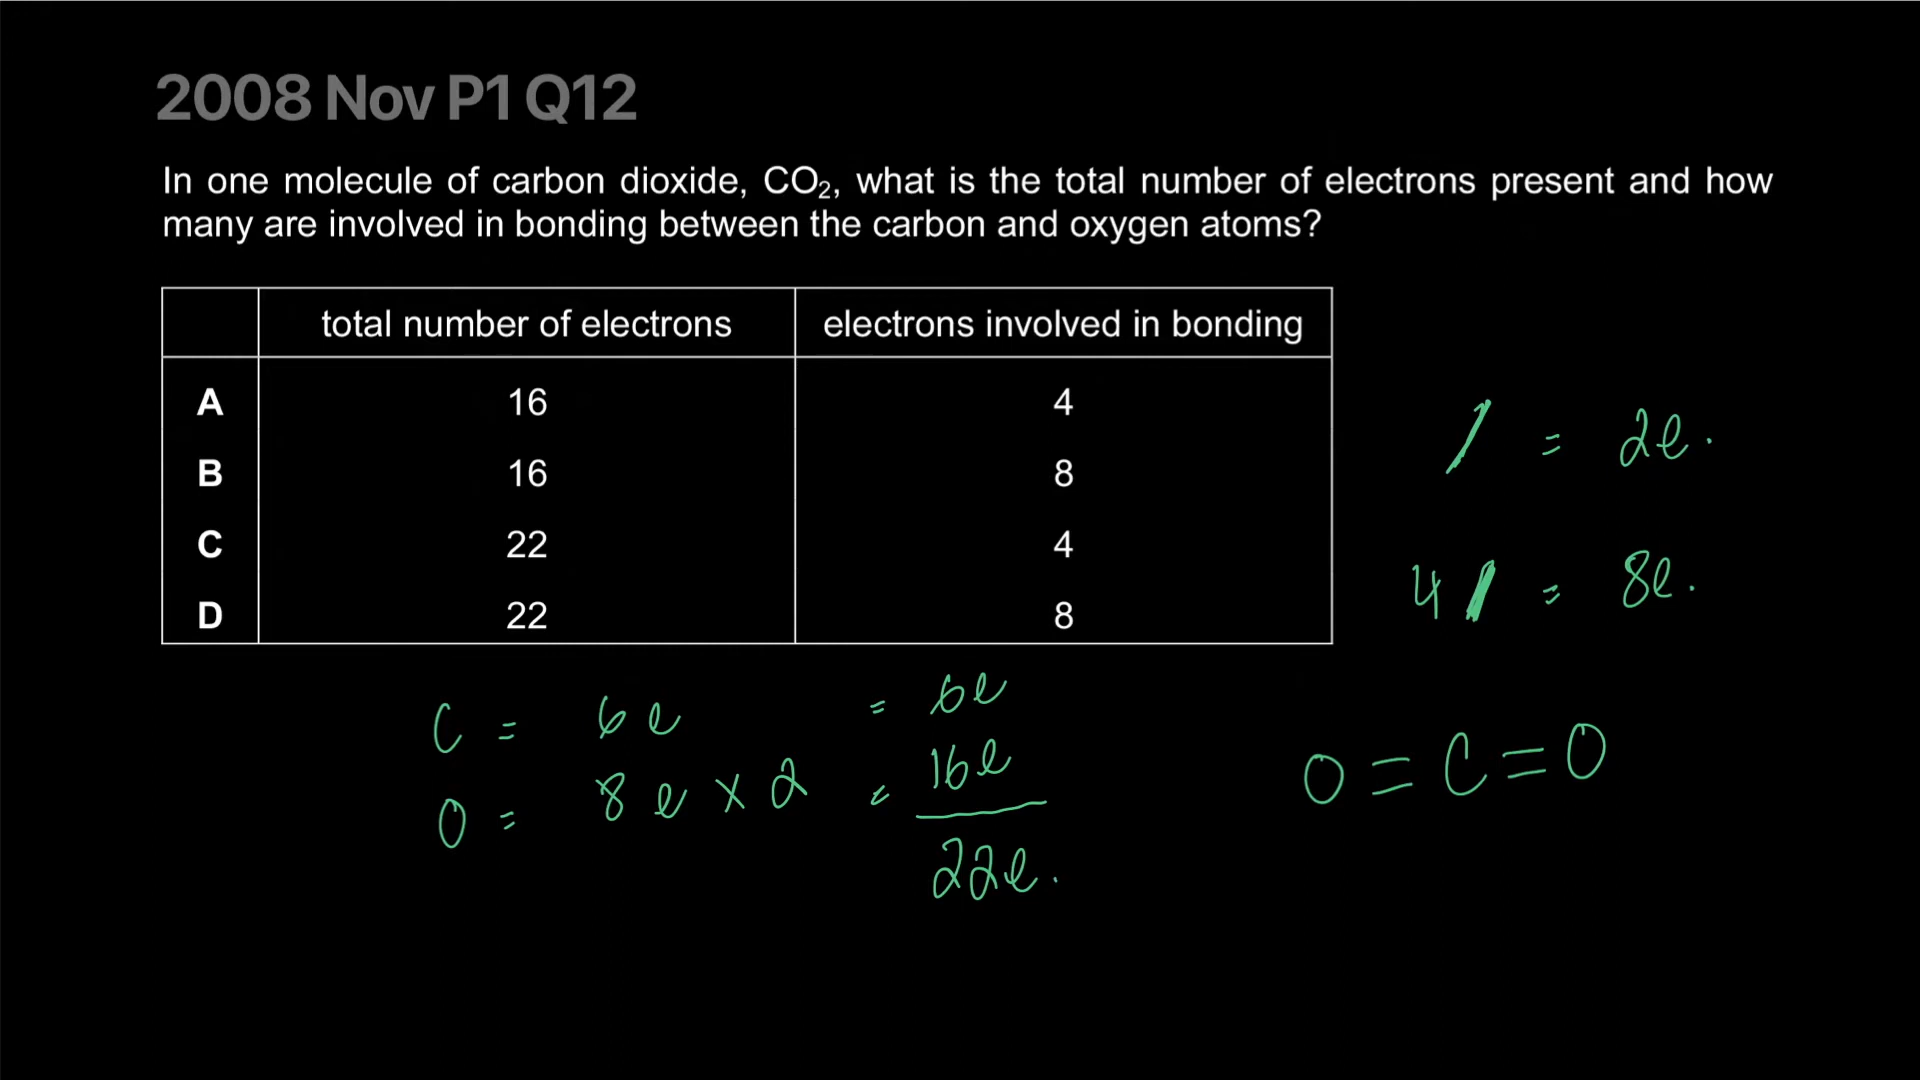 2008 Nov P1 Q12
In one molecule of carbon dioxide, CO₂, what is the total number of electrons present and how
many are involved in bonding between the carbon and oxygen atoms?
total number of electrons electrons involved in bonding
A 16 4
B 16 8
C 22 4
D 22 8
/ = 2e.
4 / = 8e.
C = 6e = 6e
O = 8e x 2 = 16e
22e.
O = C = O